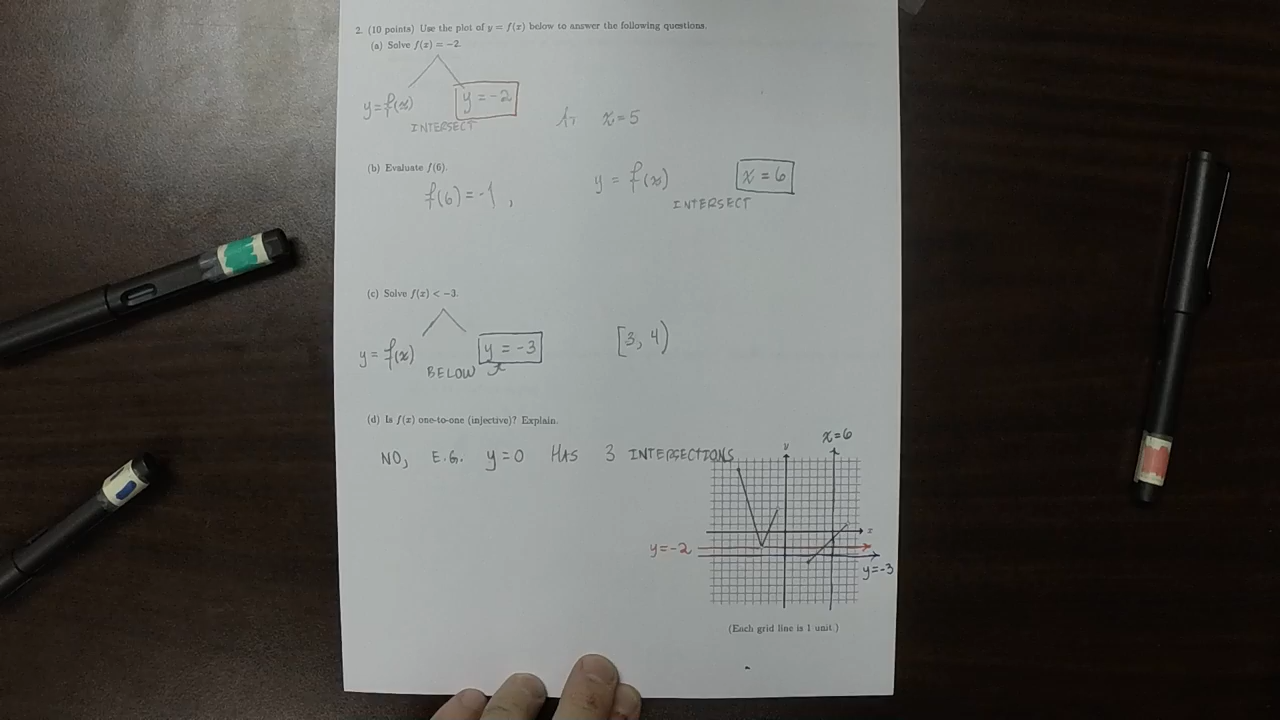 2. (10 points) Use the plot of y = f(x) below to answer the following questions.
(a) Solve f(x) = −2.
y = f(x) y = -2
INTERSECT
AT x = 5
(b) Evaluate f(6).
f(6) = -1,
y = f(x) x = 6
INTERSECT
(c) Solve f(x) < −3.
y = f(x) y = -3
BELOW
[3, 4)
(d) Is f(x) one-to-one (injective)? Explain.
NO, E.G. y = 0 HAS 3 INTERSECTIONS
x=6
y
x
y=-2
y=-3
(Each grid line is 1 unit.)